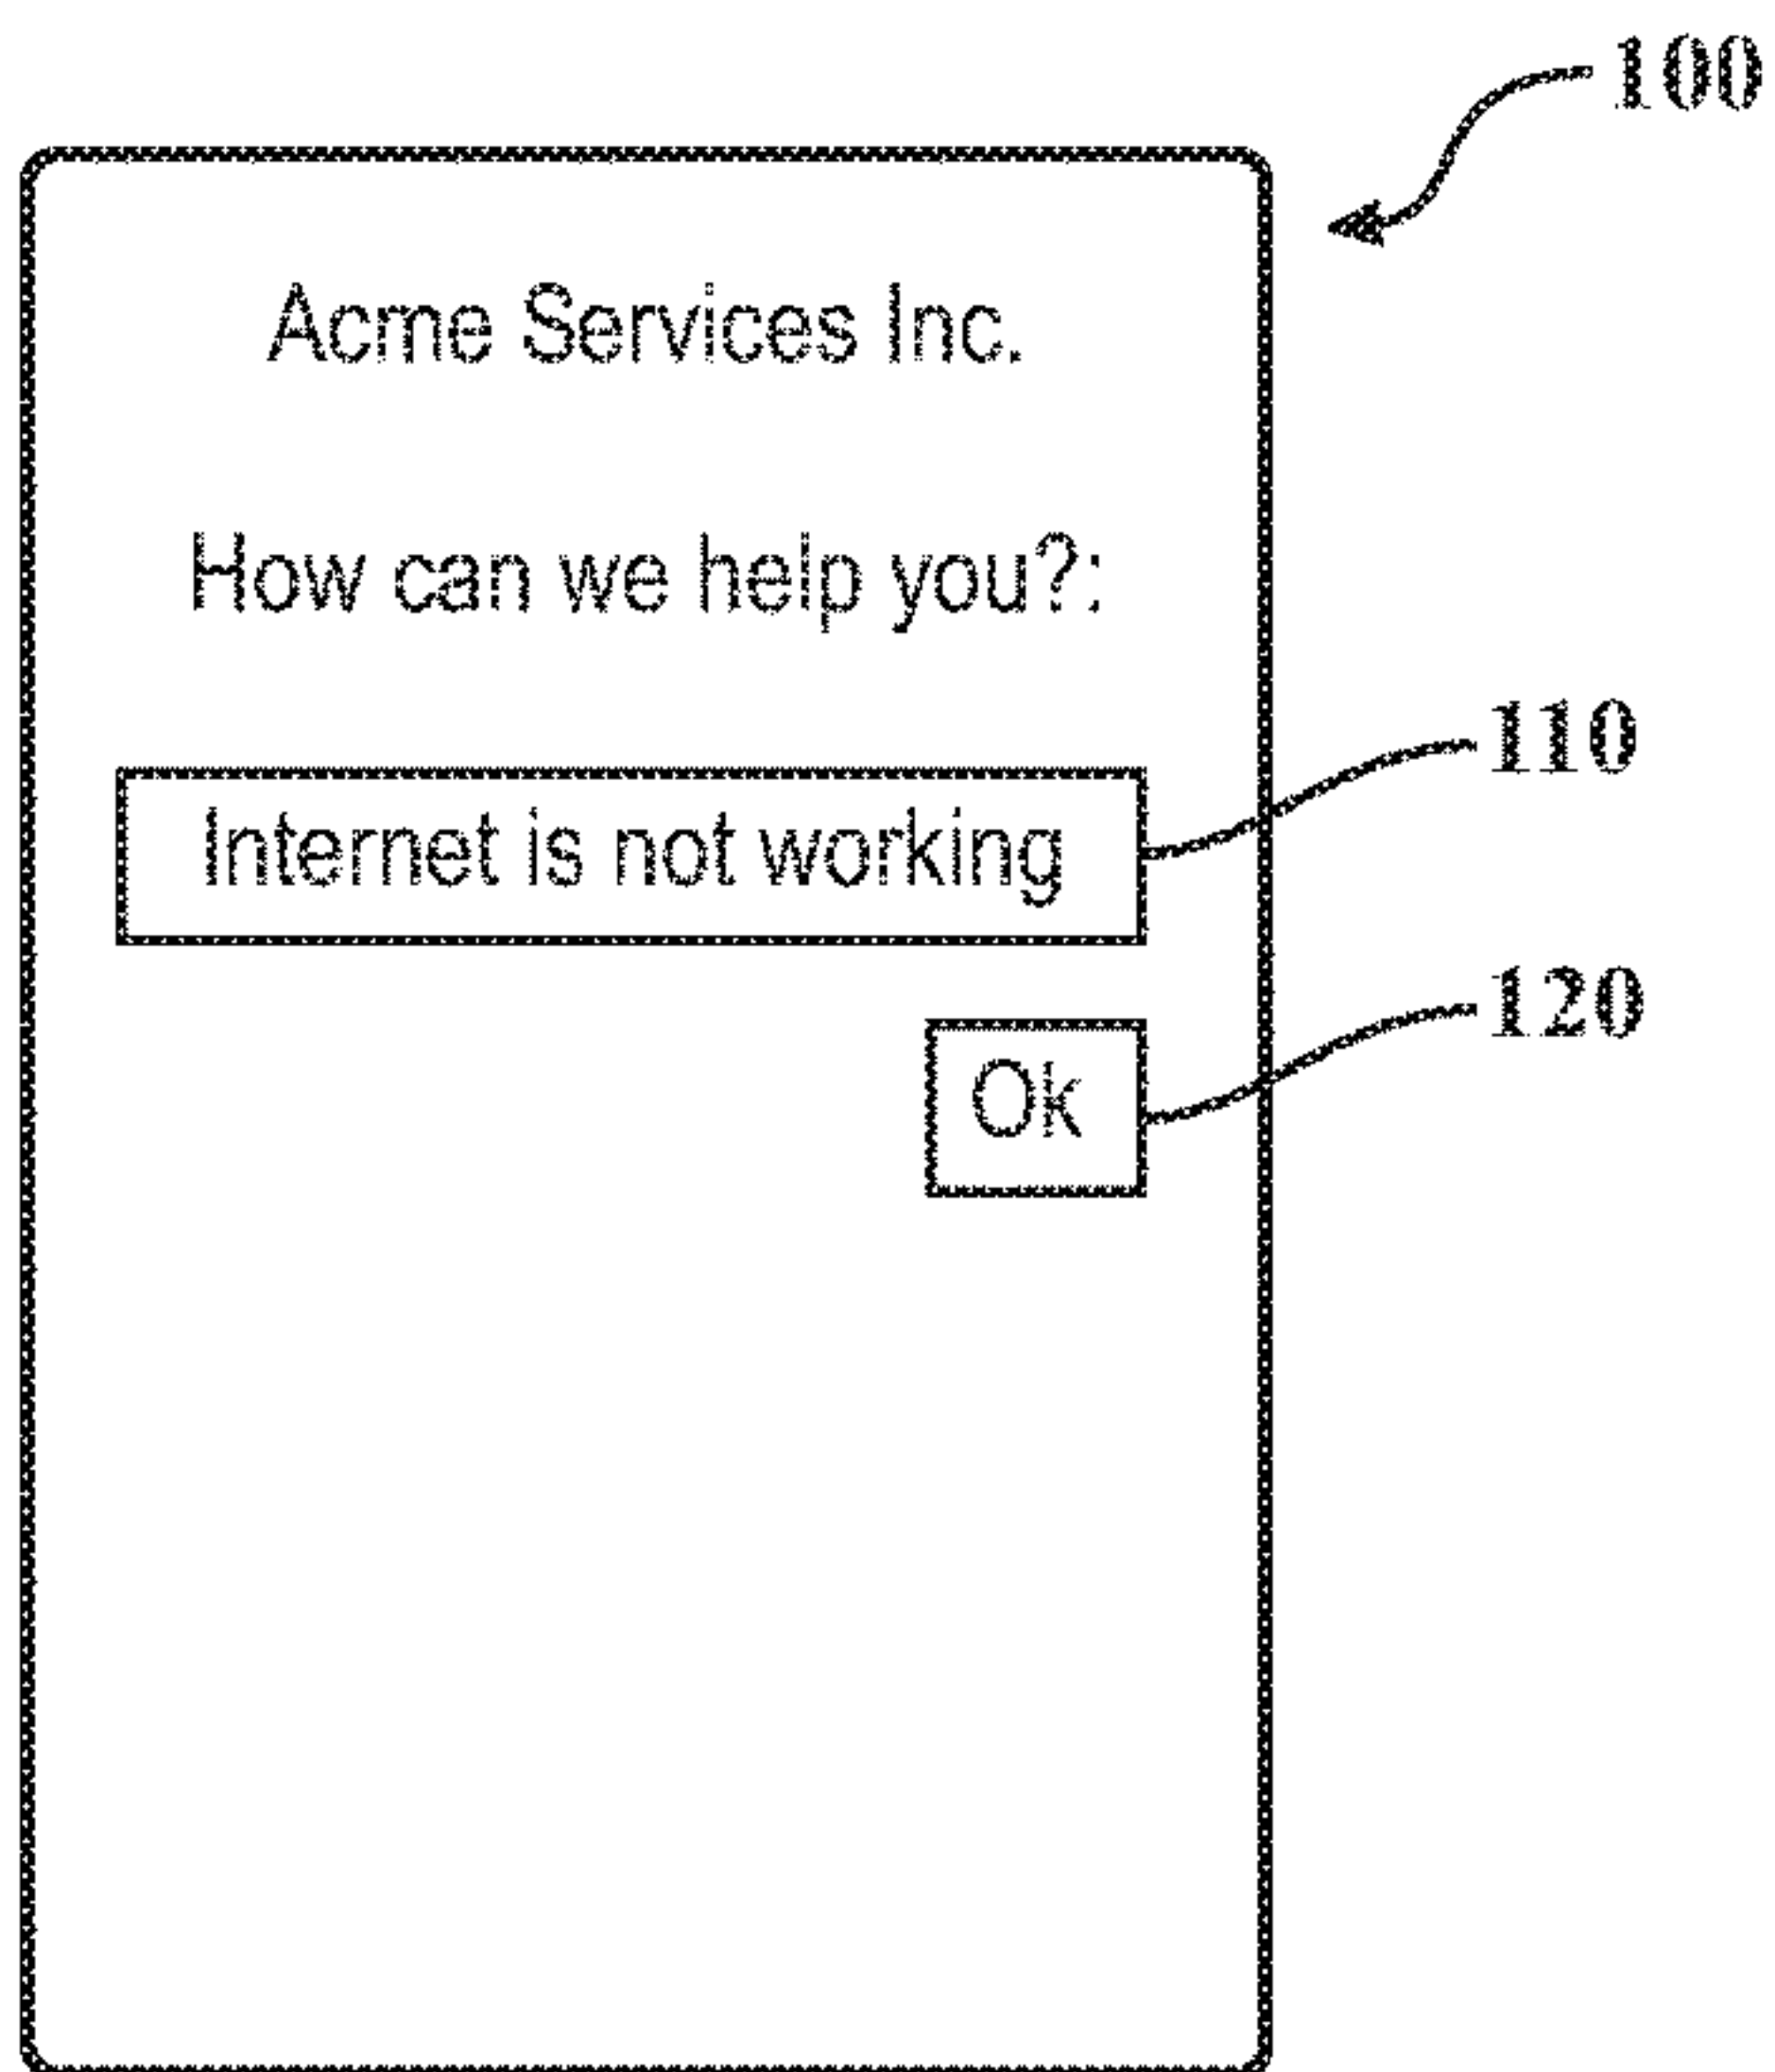 100
Acme Services Inc.
How can we help you?:
110
Internet is not working
120
Ok